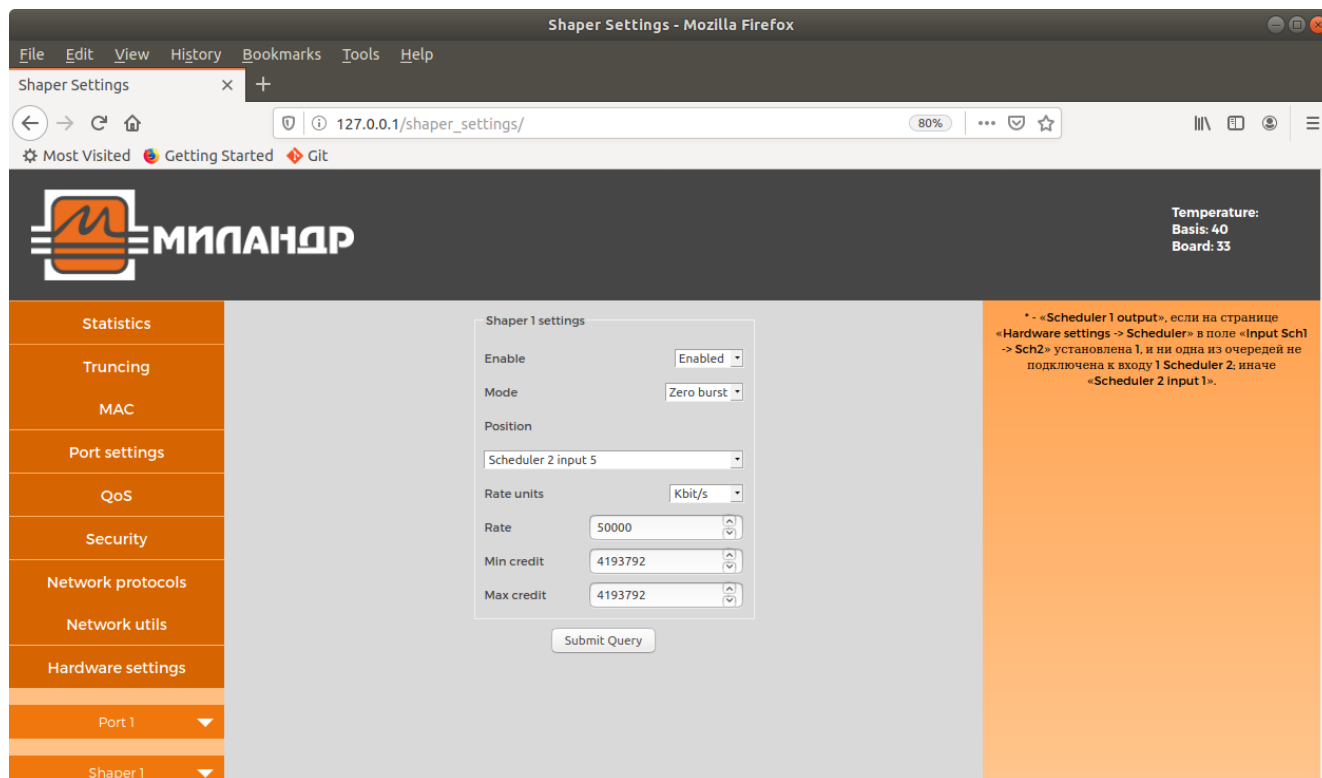 Shaper Settings - Mozilla Firefox
File Edit View History Bookmarks Tools Help
Shaper Settings
127.0.0.1/shaper_settings/
80%
Most Visited Getting Started Git
МИЛАНДР
Temperature:
Basis: 40
Board: 33
Statistics
Truncing
MAC
Port settings
QoS
Security
Network protocols
Network utils
Hardware settings
Port 1
Shaper 1
Shaper 1 settings
Enable Enabled
Mode Zero burst
Position
Scheduler 2 input 5
Rate units Kbit/s
Rate 50000
Min credit 4193792
Max credit 4193792
Submit Query
* - «Scheduler 1 output», если на странице
«Hardware settings -> Scheduler» в поле «Input Sch1
-> Sch2» установлена 1, и ни одна из очередей не
подключена к входу 1 Scheduler 2; иначе
«Scheduler 2 input 1».